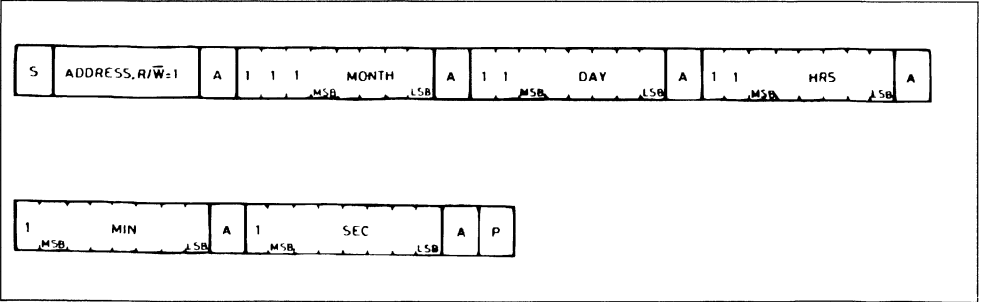 S ADDRESS, R/W̅=1 A 1 1 1 MONTH A 1 1 DAY A 1 1 HRS A
MSB LSB MSB LSB MSB LSB
1 MIN A 1 SEC A P
MSB LSB MSB LSB